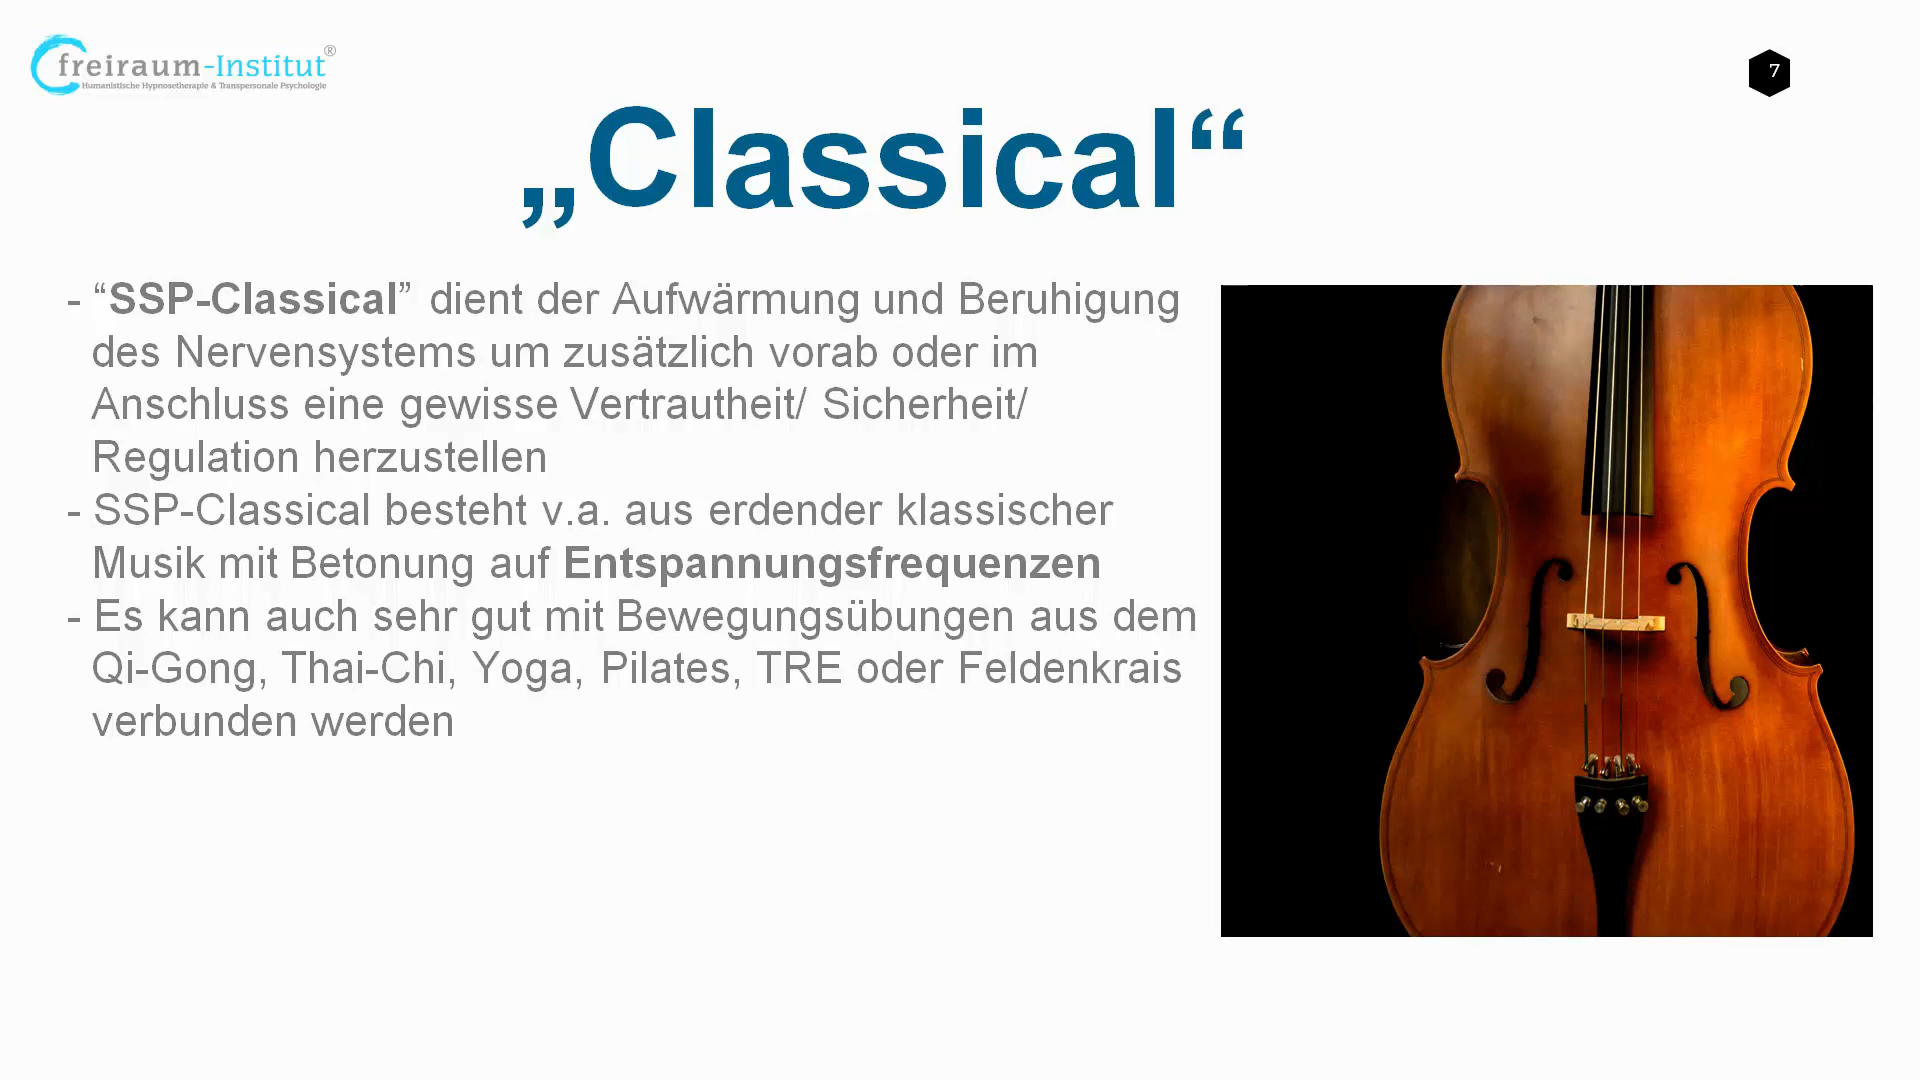 freiraum-Institut®
Humanistische Hypnosetherapie & Transpersonale Psychologie
7
„Classical“
- “SSP-Classical” dient der Aufwärmung und Beruhigung
des Nervensystems um zusätzlich vorab oder im
Anschluss eine gewisse Vertrautheit/ Sicherheit/
Regulation herzustellen
- SSP-Classical besteht v.a. aus erdender klassischer
Musik mit Betonung auf Entspannungsfrequenzen
- Es kann auch sehr gut mit Bewegungsübungen aus dem
Qi-Gong, Thai-Chi, Yoga, Pilates, TRE oder Feldenkrais
verbunden werden